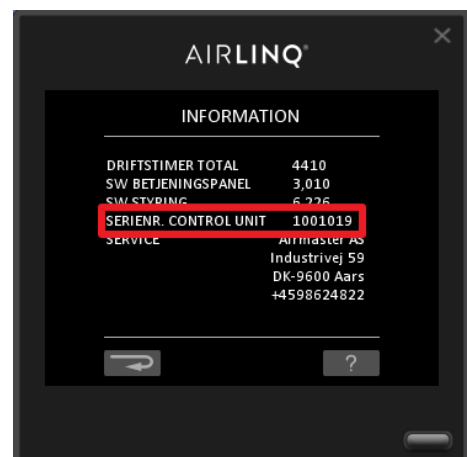 AIRLINQ®
INFORMATION
DRIFTSTIMER TOTAL 4410
SW BETJENINGSPANEL 3,010
SW STYRING 6,226
SERIENR. CONTROL UNIT 1001019
SERVICE Airmaster AS
Industrivej 59
DK-9600 Aars
+4598624822
?